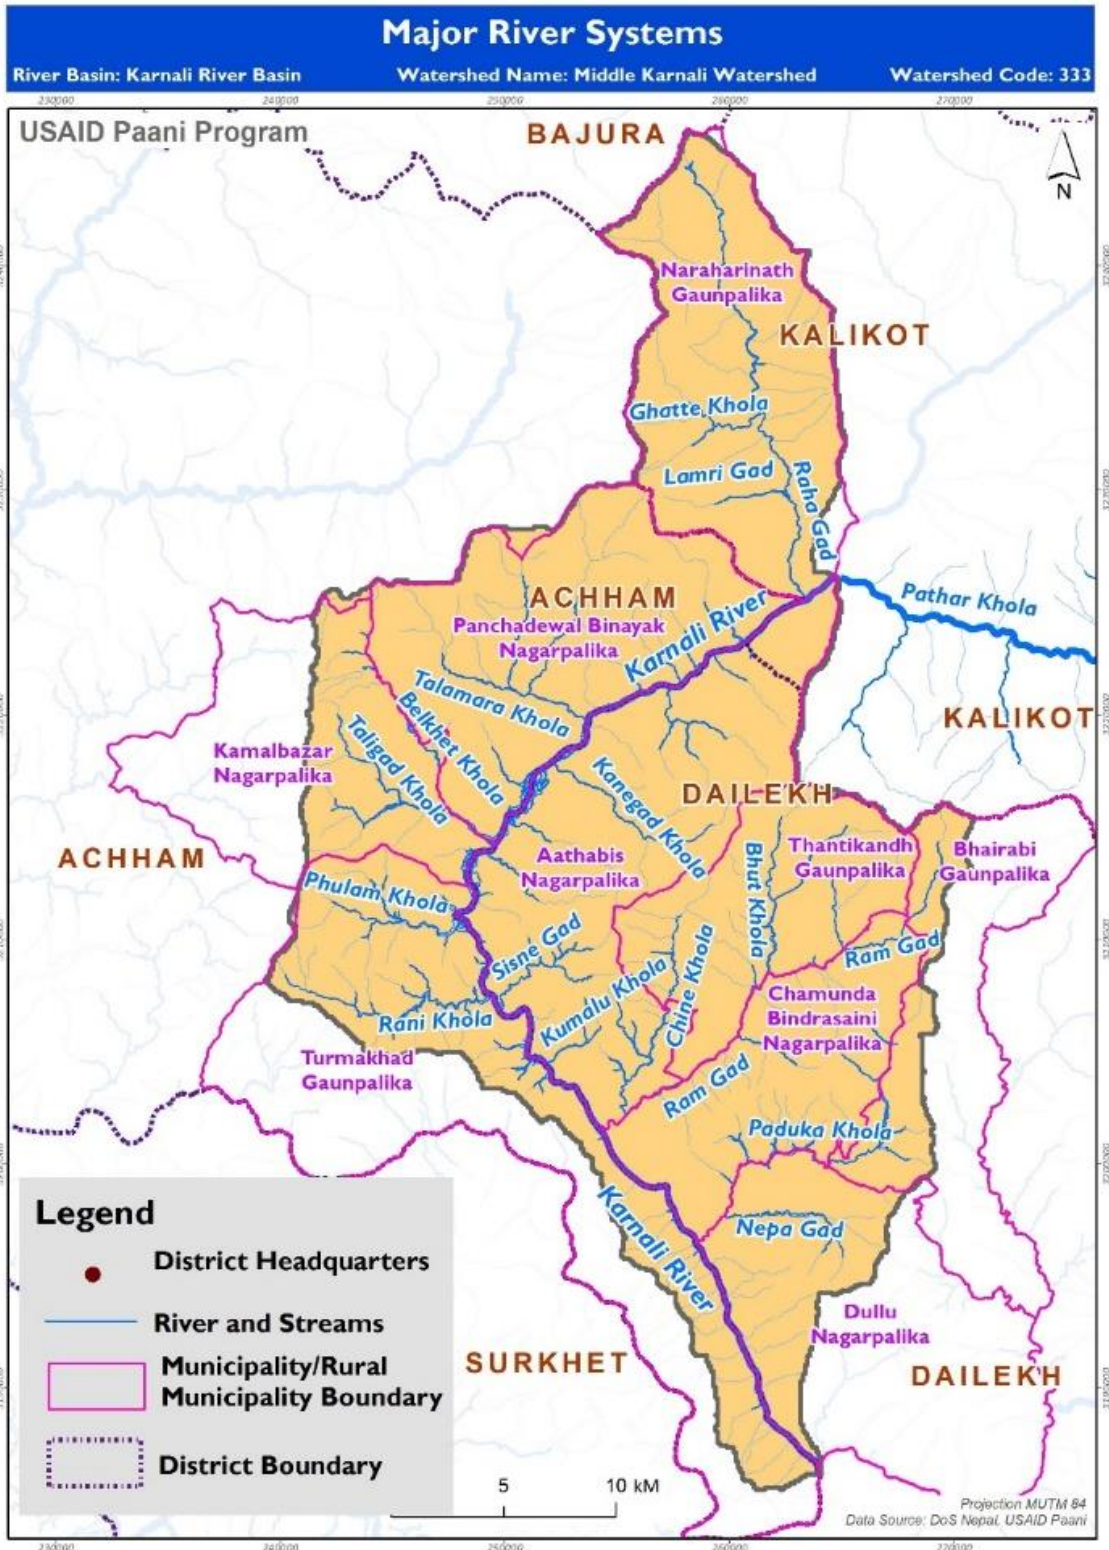 Major River Systems
River Basin: Karnali River Basin Watershed Name: Middle Karnali Watershed Watershed Code: 333
230000 240000 250000 260000 270000
USAID Paani Program
BAJURA
N
Naraharinath
Gaunpalika
KALIKOT
Ghatte Khola
Lamri Gad
Raha Gad
ACHHAM
Panchadewal Binayak
Nagarpalika
Karnali River
Pathar Khola
Talamara Khola
Belkhet Khola
Taligad Khola
Kamalbazar
Nagarpalika
KALIKOT
Kanegad Khola
DAILEKH
ACHHAM
Aathabis
Nagarpalika
Bhut Khola
Thantikandh
Gaunpalika
Bhairabi
Gaunpalika
Phulam Khola
Sisne Gad
Chine Khola
Ram Gad
Kumalu Khola
Chamunda
Bindrasaini
Nagarpalika
Rani Khola
Turmakhad
Gaunpalika
Ram Gad
Paduka Khola
Karnali River
Nepa Gad
Dullu
Nagarpalika
SURKHET
DAILEKH
Legend
District Headquarters
River and Streams
Municipality/Rural
Municipality Boundary
District Boundary
5 10 kM
Projection MUTM 84
Data Source: DoS Nepal, USAID Paani